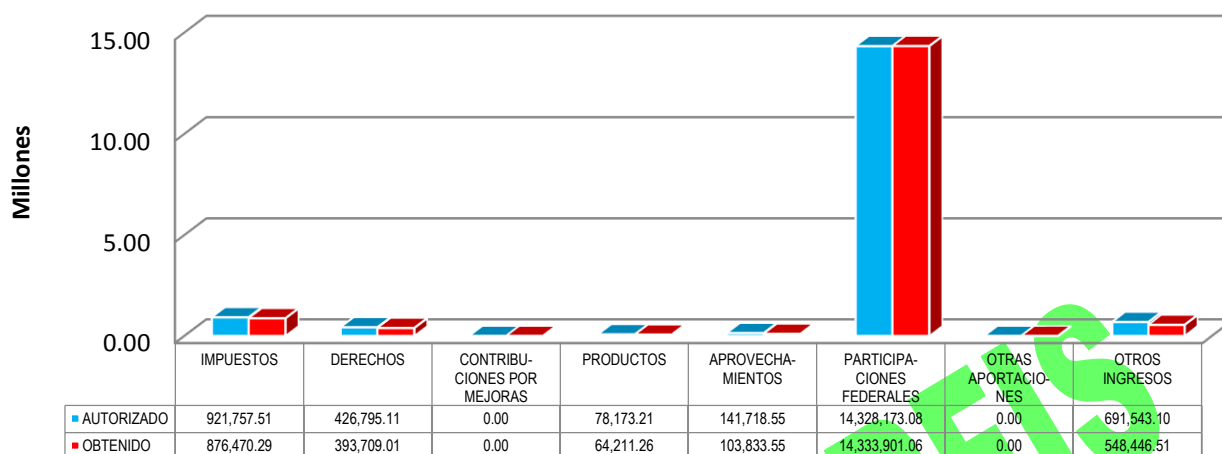 Millones
15.00
10.00
5.00
0.00
IMPUESTOS DERECHOS CONTRIBU- PRODUCTOS APROVECHA- PARTICIPA- OTRAS OTROS
CIONES POR MIENTOS CIONES APORTACIO- INGRESOS
MEJORAS FEDERALES NES
AUTORIZADO 921,757.51 426,795.11 0.00 78,173.21 141,718.55 14,328,173.08 0.00 691,543.10
OBTENIDO 876,470.29 393,709.01 0.00 64,211.26 103,833.55 14,333,901.06 0.00 548,446.51